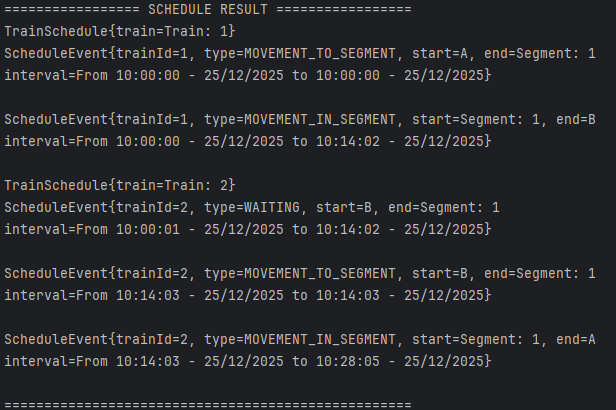 ================= SCHEDULE RESULT =================
TrainSchedule{train=Train: 1}
ScheduleEvent{trainId=1, type=MOVEMENT_TO_SEGMENT, start=A, end=Segment: 1
interval=From 10:00:00 - 25/12/2025 to 10:00:00 - 25/12/2025}
ScheduleEvent{trainId=1, type=MOVEMENT_IN_SEGMENT, start=Segment: 1, end=B
interval=From 10:00:00 - 25/12/2025 to 10:14:02 - 25/12/2025}
TrainSchedule{train=Train: 2}
ScheduleEvent{trainId=2, type=WAITING, start=B, end=Segment: 1
interval=From 10:00:01 - 25/12/2025 to 10:14:02 - 25/12/2025}
ScheduleEvent{trainId=2, type=MOVEMENT_TO_SEGMENT, start=B, end=Segment: 1
interval=From 10:14:03 - 25/12/2025 to 10:14:03 - 25/12/2025}
ScheduleEvent{trainId=2, type=MOVEMENT_IN_SEGMENT, start=Segment: 1, end=A
interval=From 10:14:03 - 25/12/2025 to 10:28:05 - 25/12/2025}
===================================================